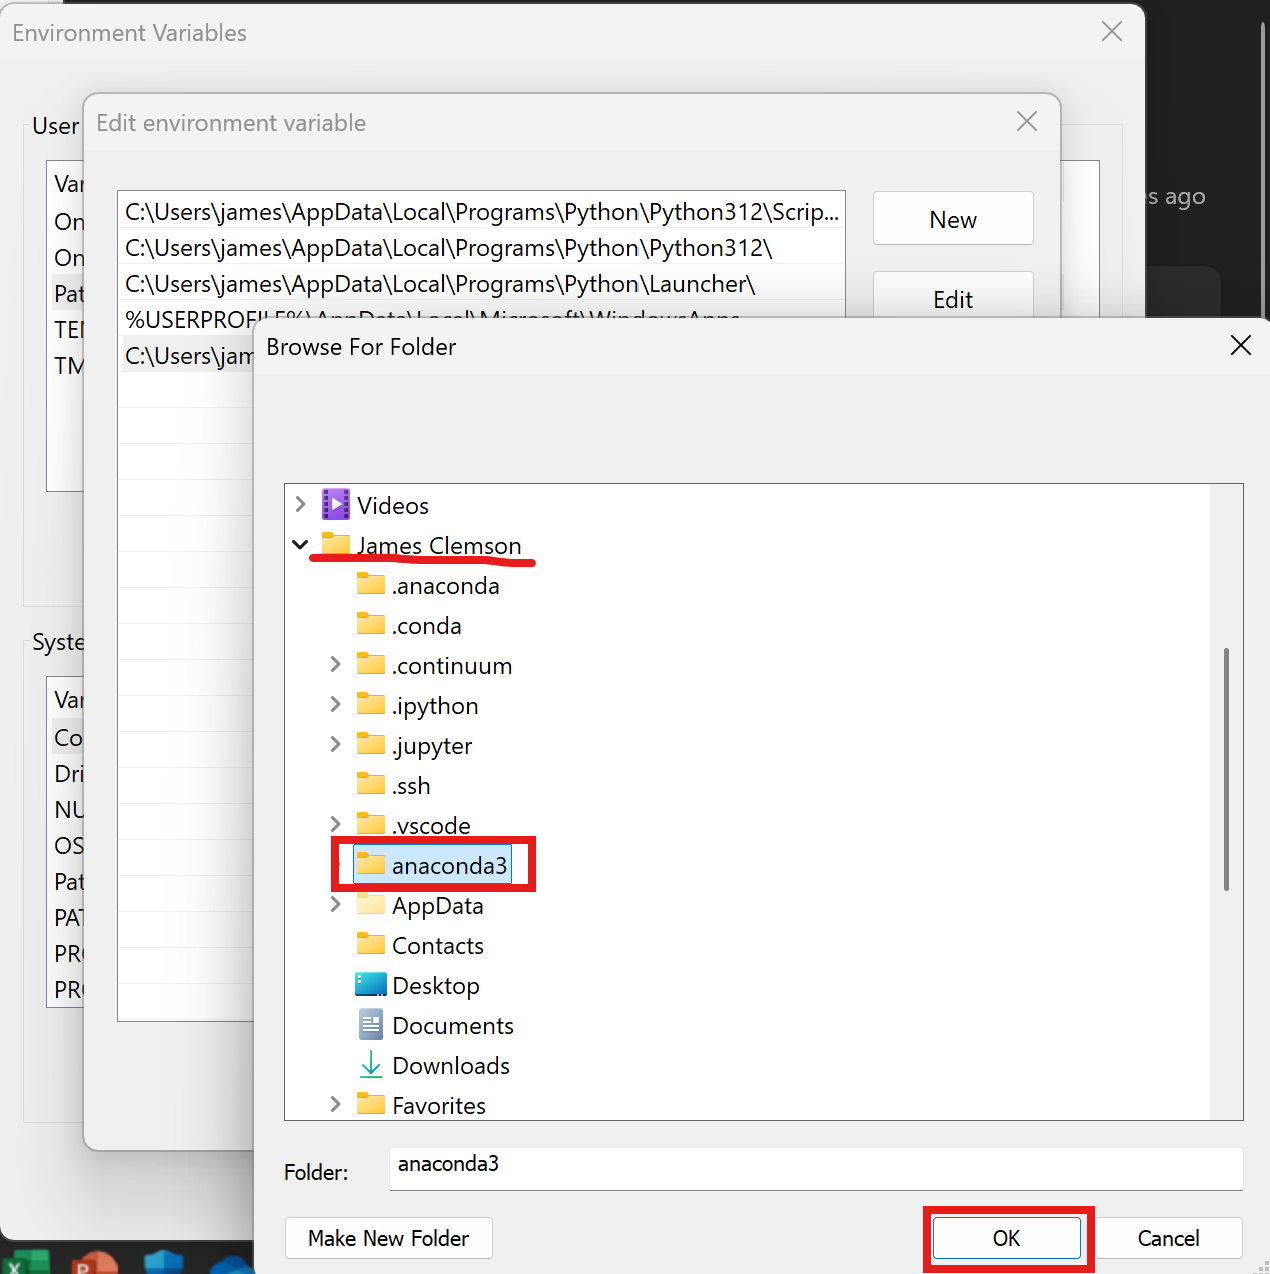 Environment Variables
s ago
User
Edit environment variable
Var
On
On
Pat
TEM
TM
C:\Users\james\AppData\Local\Programs\Python\Python312\Scrip...
C:\Users\james\AppData\Local\Programs\Python\Python312\
C:\Users\james\AppData\Local\Programs\Python\Launcher\
%USERPROFILE%\AppData\Local\Microsoft\WindowsApps
C:\Users\jam
New
Edit
Browse For Folder
Videos
James Clemson
.anaconda
.conda
.continuum
.ipython
.jupyter
.ssh
.vscode
anaconda3
AppData
Contacts
Desktop
Documents
Downloads
Favorites
Folder:
anaconda3
Make New Folder
OK
Cancel
Syste
Var
Co
Dri
NU
OS
Pat
PAT
PRO
PRO